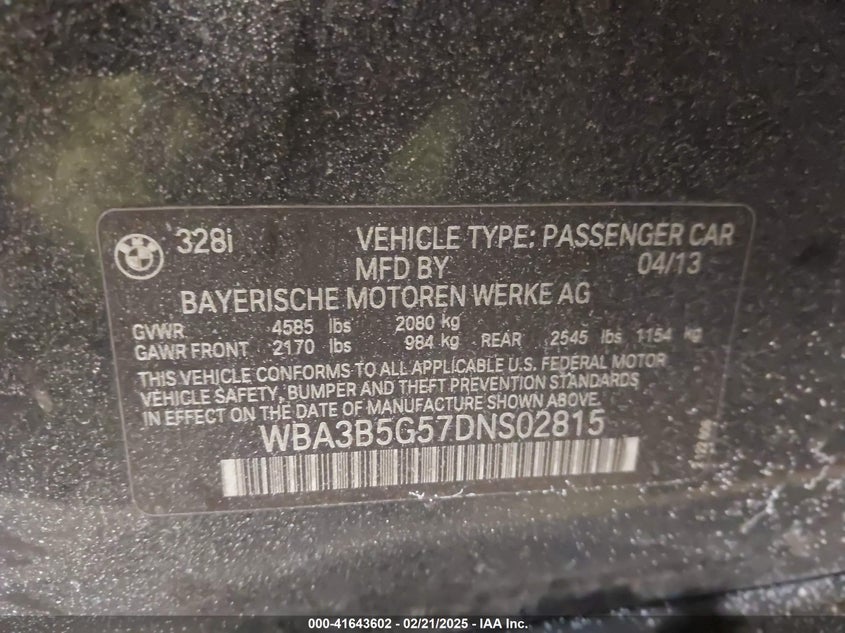 BMW
328i VEHICLE TYPE: PASSENGER CAR
MFD BY 04/13
BAYERISCHE MOTOREN WERKE AG
GVWR 4585 lbs 2080 kg
GAWR FRONT 2170 lbs 984 kg REAR 2545 lbs 1154 kg
THIS VEHICLE CONFORMS TO ALL APPLICABLE U.S. FEDERAL MOTOR
VEHICLE SAFETY, BUMPER AND THEFT PREVENTION STANDARDS
IN EFFECT ON THE DATE OF MANUFACTURE SHOWN ABOVE.
WBA3B5G57DNS02815
000-41643602 - 02/21/2025 - IAA Inc.